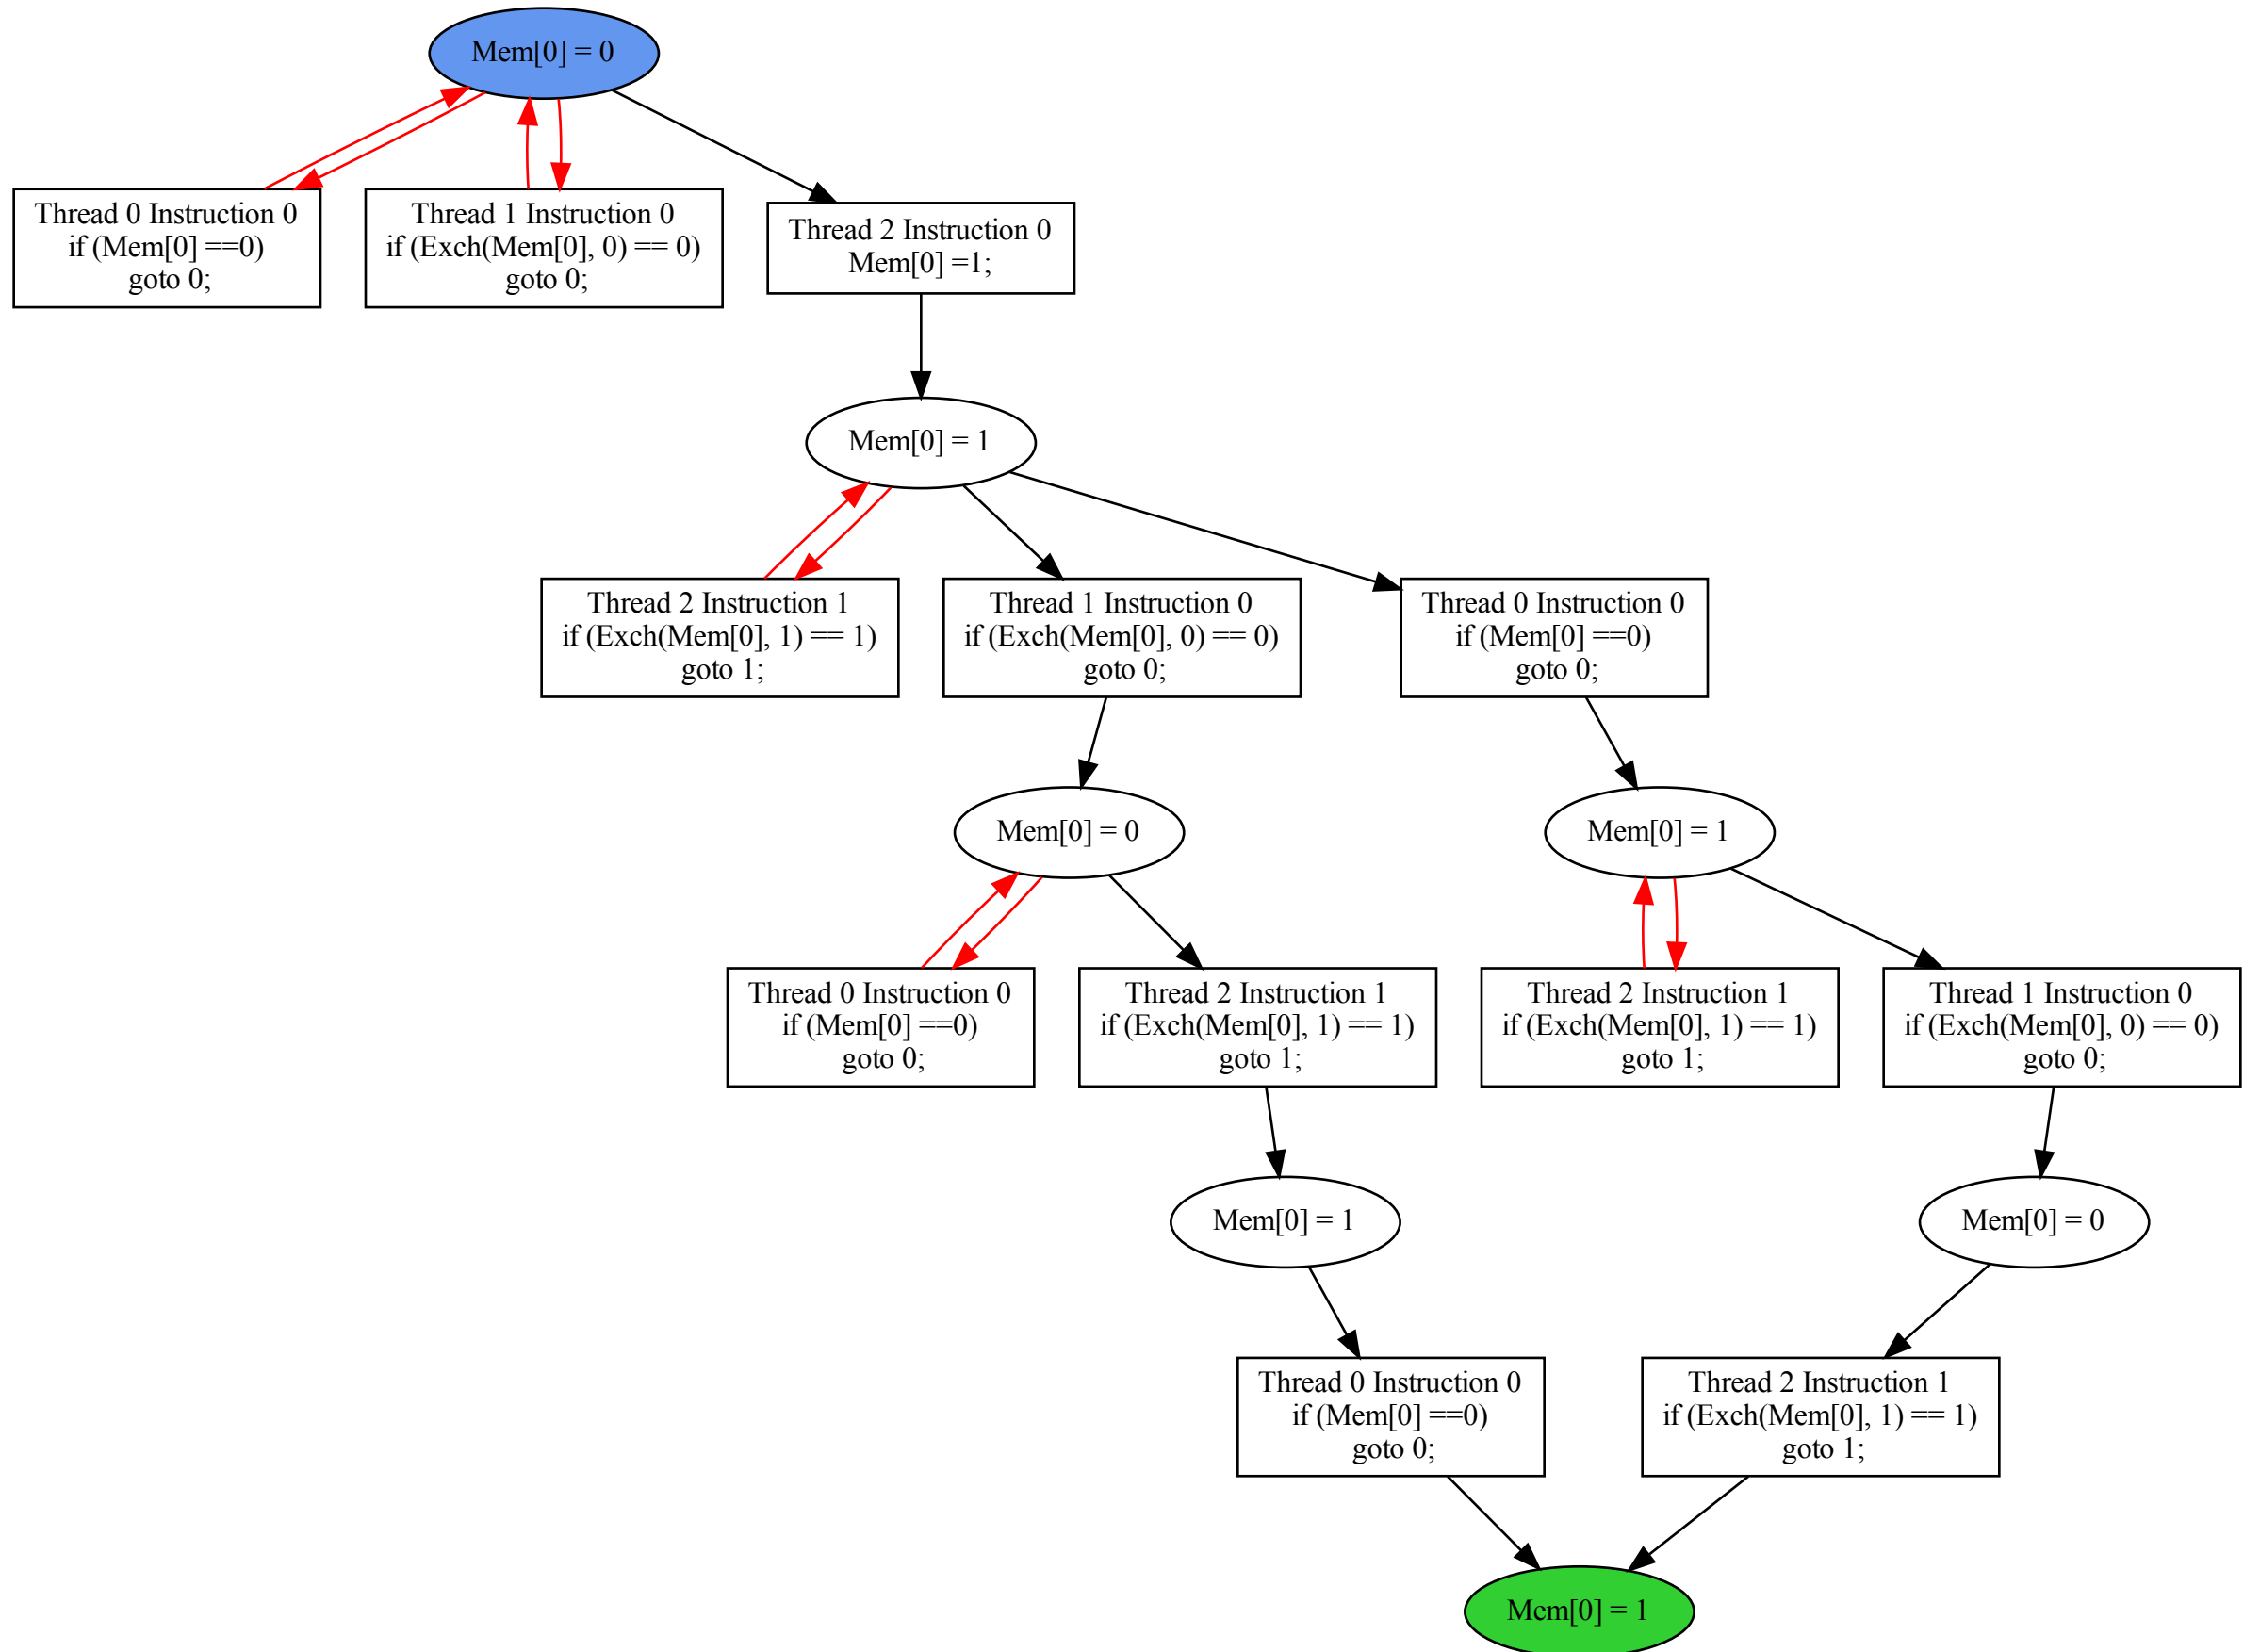 Mem[0] = 0
Thread 0 Instruction 0
if (Mem[0] ==0)
goto 0;
Thread 1 Instruction 0
if (Exch(Mem[0], 0) == 0)
goto 0;
Thread 2 Instruction 0
Mem[0] =1;
Mem[0] = 1
Thread 2 Instruction 1
if (Exch(Mem[0], 1) == 1)
goto 1;
Thread 1 Instruction 0
if (Exch(Mem[0], 0) == 0)
goto 0;
Thread 0 Instruction 0
if (Mem[0] ==0)
goto 0;
Mem[0] = 0
Mem[0] = 1
Thread 0 Instruction 0
if (Mem[0] ==0)
goto 0;
Thread 2 Instruction 1
if (Exch(Mem[0], 1) == 1)
goto 1;
Thread 2 Instruction 1
if (Exch(Mem[0], 1) == 1)
goto 1;
Thread 1 Instruction 0
if (Exch(Mem[0], 0) == 0)
goto 0;
Mem[0] = 1
Mem[0] = 0
Thread 0 Instruction 0
if (Mem[0] ==0)
goto 0;
Thread 2 Instruction 1
if (Exch(Mem[0], 1) == 1)
goto 1;
Mem[0] = 1